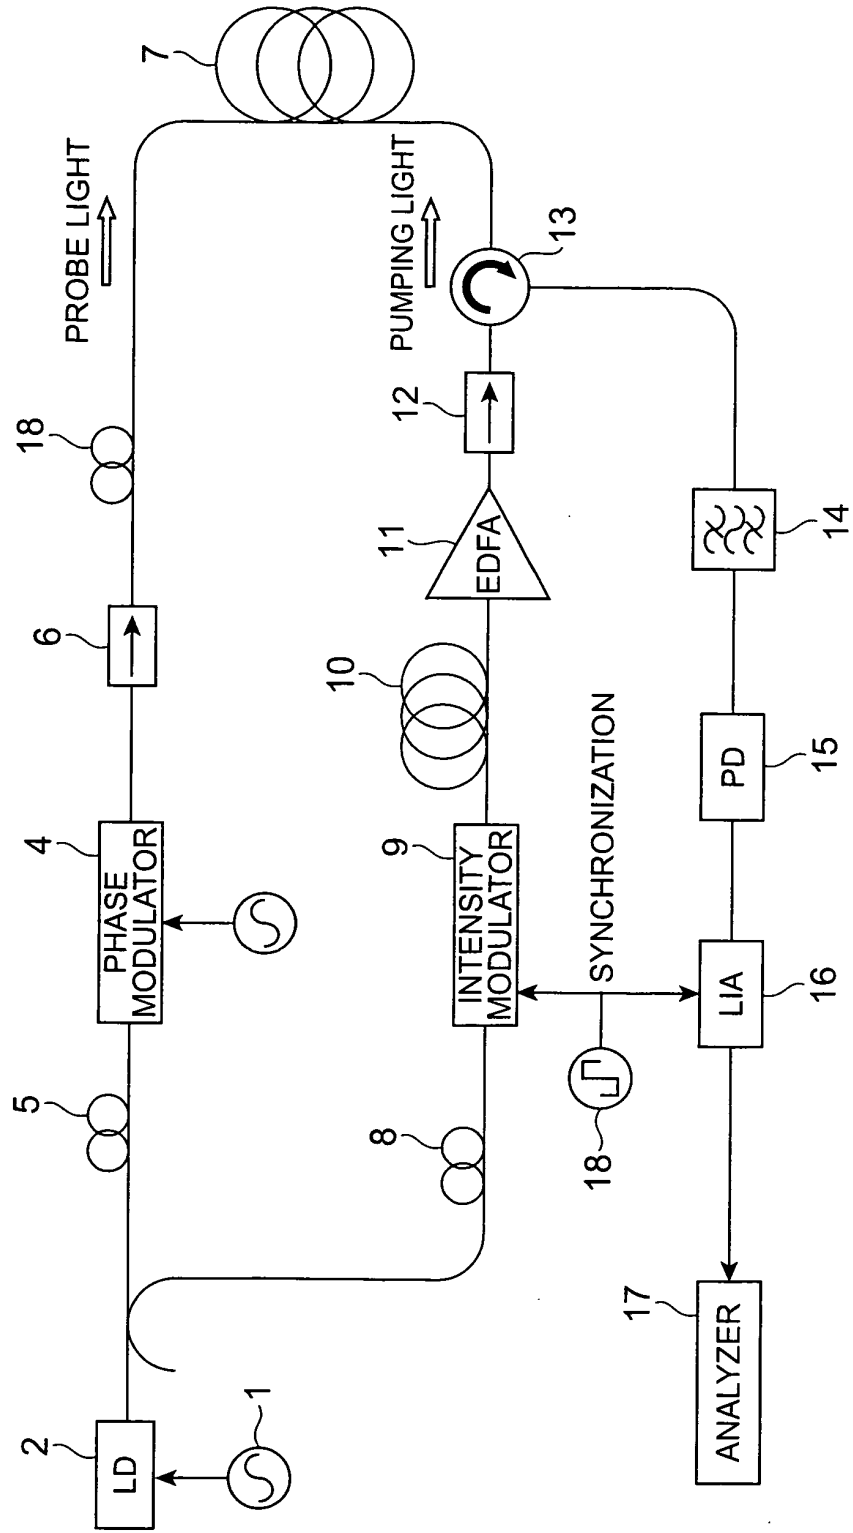 7
PROBE LIGHT
18
6
4
PHASE
MODULATOR
5
2
LD
1
PUMPING LIGHT
13
12
11
EDFA
10
9
INTENSITY
MODULATOR
8
SYNCHRONIZATION
18
14
15
PD
16
LIA
17
ANALYZER